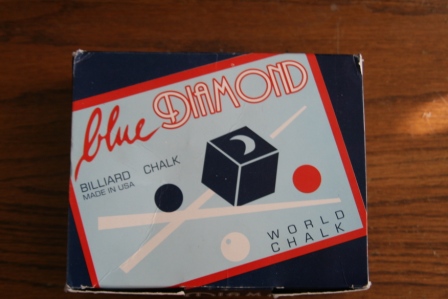 blue DIAMOND
BILLIARD CHALK
MADE IN USA
WORLD
CHALK